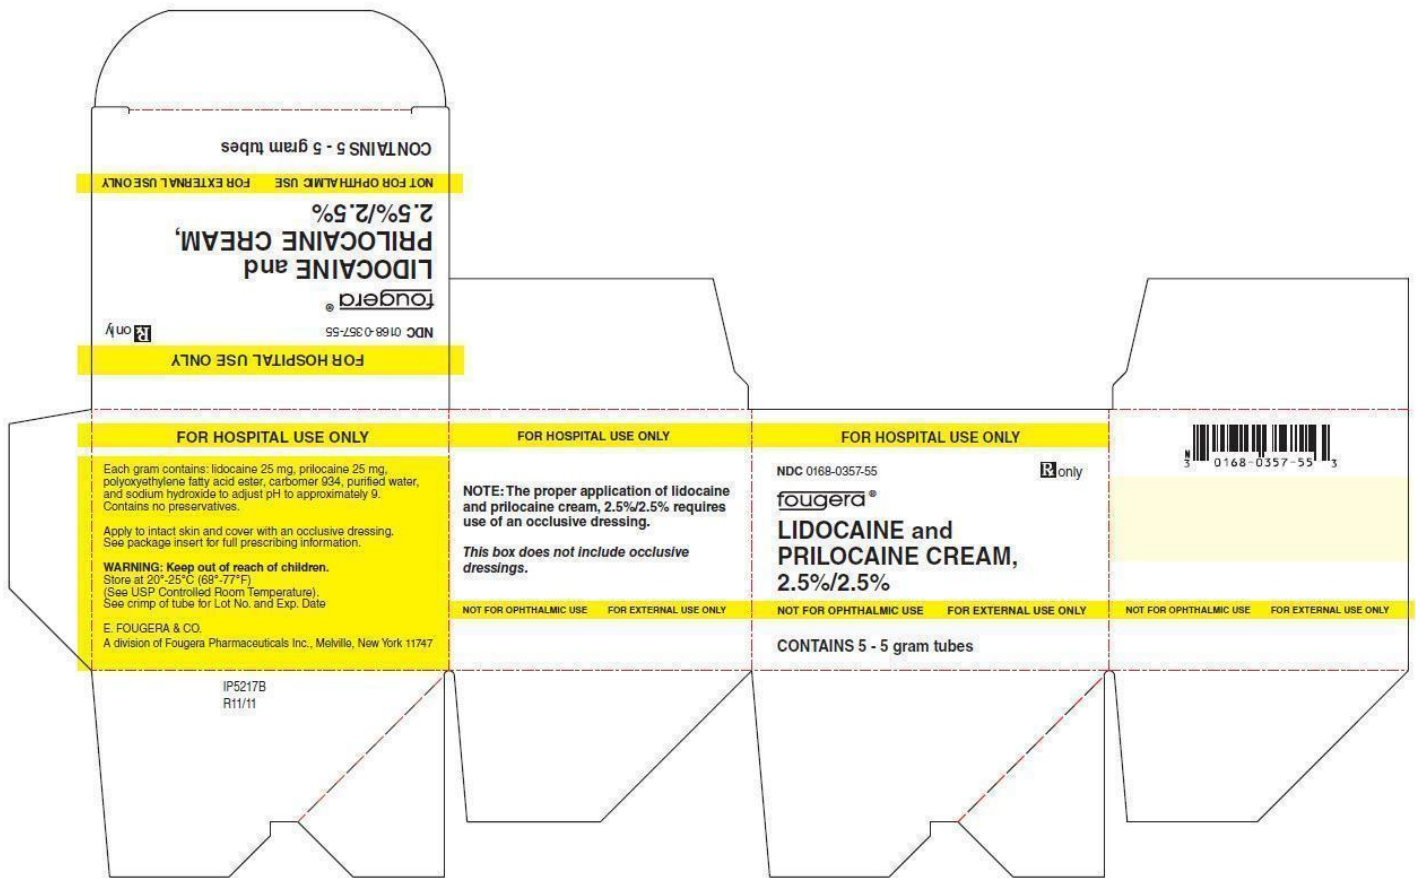 CONTAINS 5 - 5 gram tubes
NOT FOR OPHTHALMIC USE FOR EXTERNAL USE ONLY
LIDOCAINE and
PRILOCAINE CREAM,
2.5%/2.5%
fougera®
NDC 0168-0357-55 Rx only
FOR HOSPITAL USE ONLY
FOR HOSPITAL USE ONLY
Each gram contains: lidocaine 25 mg, prilocaine 25 mg,
polyoxyethylene fatty acid ester, carbomer 934, purified water,
and sodium hydroxide to adjust pH to approximately 9.
Contains no preservatives.
Apply to intact skin and cover with an occlusive dressing.
See package insert for full prescribing information.
WARNING: Keep out of reach of children.
Store at 20°-25°C (68°-77°F)
(See USP Controlled Room Temperature).
See crimp of tube for Lot No. and Exp. Date
E. FOUGERA & CO.
A division of Fougera Pharmaceuticals Inc., Melville, New York 11747
IP5217B
R11/11
FOR HOSPITAL USE ONLY
NOTE: The proper application of lidocaine
and prilocaine cream, 2.5%/2.5% requires
use of an occlusive dressing.
This box does not include occlusive
dressings.
NOT FOR OPHTHALMIC USE FOR EXTERNAL USE ONLY
FOR HOSPITAL USE ONLY
NDC 0168-0357-55 Rx only
fougera®
LIDOCAINE and
PRILOCAINE CREAM,
2.5%/2.5%
NOT FOR OPHTHALMIC USE FOR EXTERNAL USE ONLY
CONTAINS 5 - 5 gram tubes
N
3 0168-0357-55 3
NOT FOR OPHTHALMIC USE FOR EXTERNAL USE ONLY